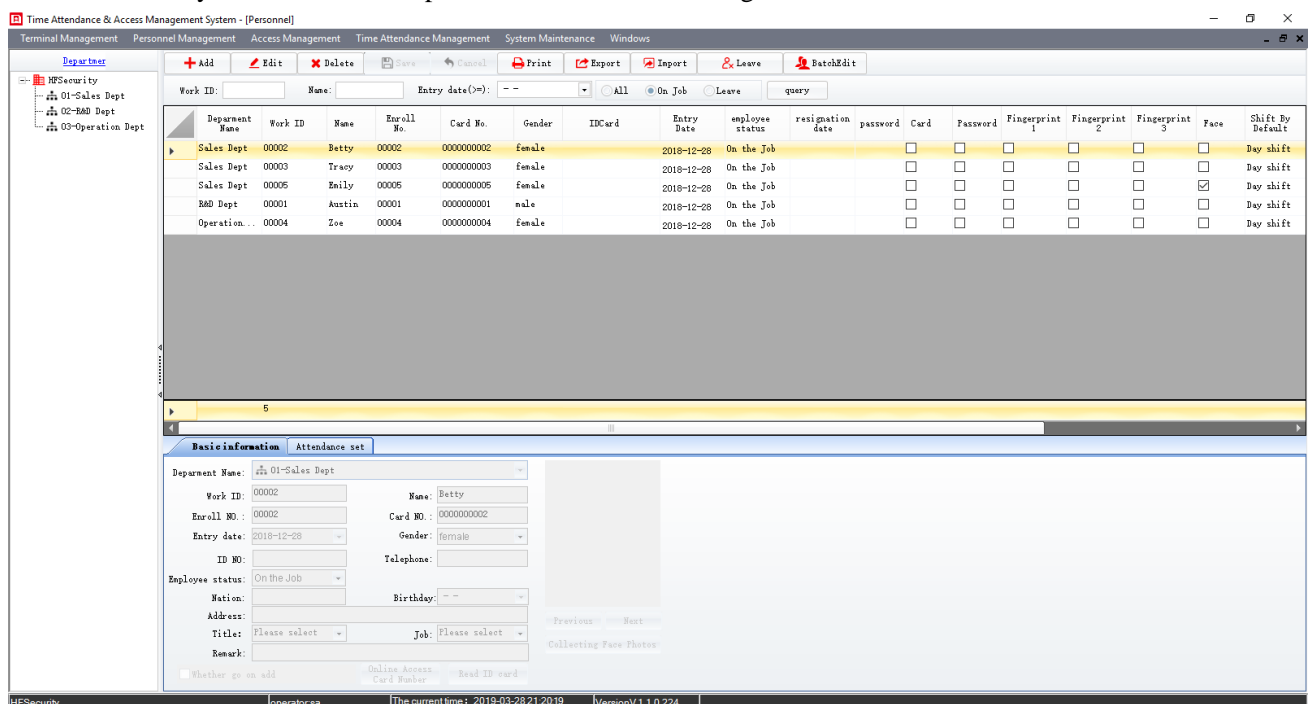 Time Attendance & Access Management System - [Personnel]
Terminal Management Personnel Management Access Management Time Attendance Management System Maintenance Windows
Departmer
Add Edit Delete Save Cancel Print Export Import Leave BatchEdit
HFSecurity
01-Sales Dept
02-R&D Dept
03-Operation Dept
Work ID: Name: Entry date(>=): -- All On Job Leave query
Deparment Name Work ID Name Enroll No. Card No. Gender IDCard Entry Date employee status resignation date password Card Password Fingerprint 1 Fingerprint 2 Fingerprint 3 Face Shift By Default
Sales Dept 00002 Betty 00002 0000000002 female 2018-12-28 On the Job Day shift
Sales Dept 00003 Tracy 00003 0000000003 female 2018-12-28 On the Job Day shift
Sales Dept 00005 Emily 00005 0000000005 female 2018-12-28 On the Job Day shift
R&D Dept 00001 Austin 00001 0000000001 male 2018-12-28 On the Job Day shift
Operation... 00004 Zoe 00004 0000000004 female 2018-12-28 On the Job Day shift
5
Basic information Attendance set
Deparment Name: 01-Sales Dept
Work ID: 00002 Name: Betty
Enroll NO.: 00002 Card NO.: 0000000002
Entry date: 2018-12-28 Gender: female
ID NO: Telephone:
Employee status: On the Job
Nation: Birthday: --
Address:
Title: Please select Job: Please select
Remark:
Previous Next
Collecting Face Photos
Whether go on add Online Access Card Number Read ID card
HFSecurity operator:sa The current time: 2019-03-28 21:20:19 Version V 1.1.0.224